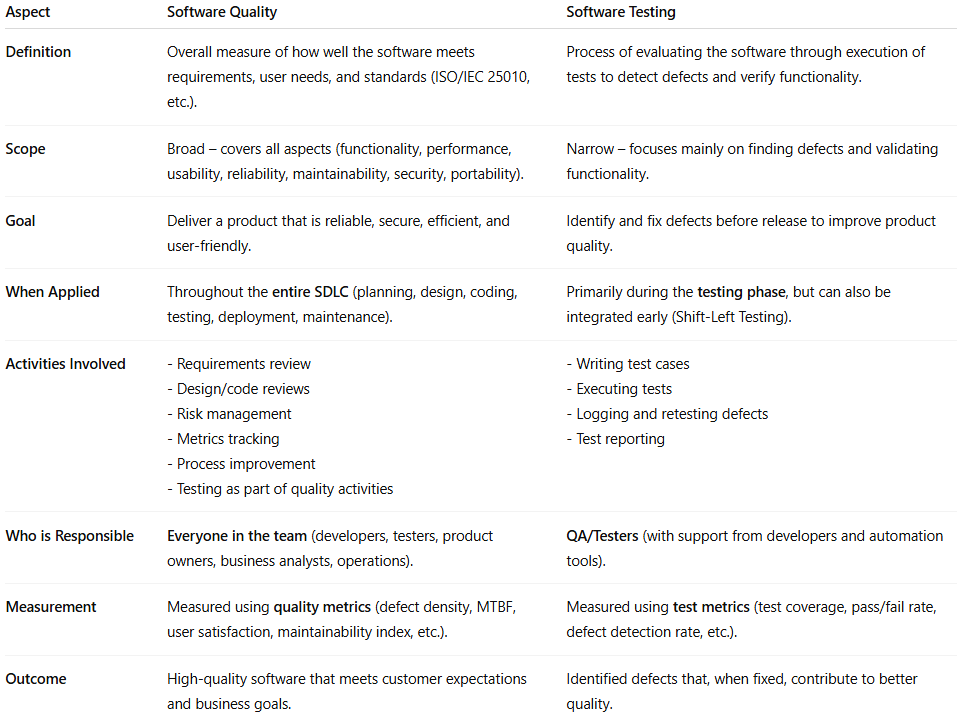 Aspect Software Quality Software Testing
Definition Overall measure of how well the software meets Process of evaluating the software through execution of
requirements, user needs, and standards (ISO/IEC 25010, tests to detect defects and verify functionality.
etc.).
Scope Broad – covers all aspects (functionality, performance, Narrow – focuses mainly on finding defects and validating
usability, reliability, maintainability, security, portability). functionality.
Goal Deliver a product that is reliable, secure, efficient, and Identify and fix defects before release to improve product
user-friendly. quality.
When Applied Throughout the entire SDLC (planning, design, coding, Primarily during the testing phase, but can also be
testing, deployment, maintenance). integrated early (Shift-Left Testing).
Activities Involved - Requirements review - Writing test cases
- Design/code reviews - Executing tests
- Risk management - Logging and retesting defects
- Metrics tracking - Test reporting
- Process improvement
- Testing as part of quality activities
Who is Responsible Everyone in the team (developers, testers, product QA/Testers (with support from developers and automation
owners, business analysts, operations). tools).
Measurement Measured using quality metrics (defect density, MTBF, Measured using test metrics (test coverage, pass/fail rate,
user satisfaction, maintainability index, etc.). defect detection rate, etc.).
Outcome High-quality software that meets customer expectations Identified defects that, when fixed, contribute to better
and business goals. quality.